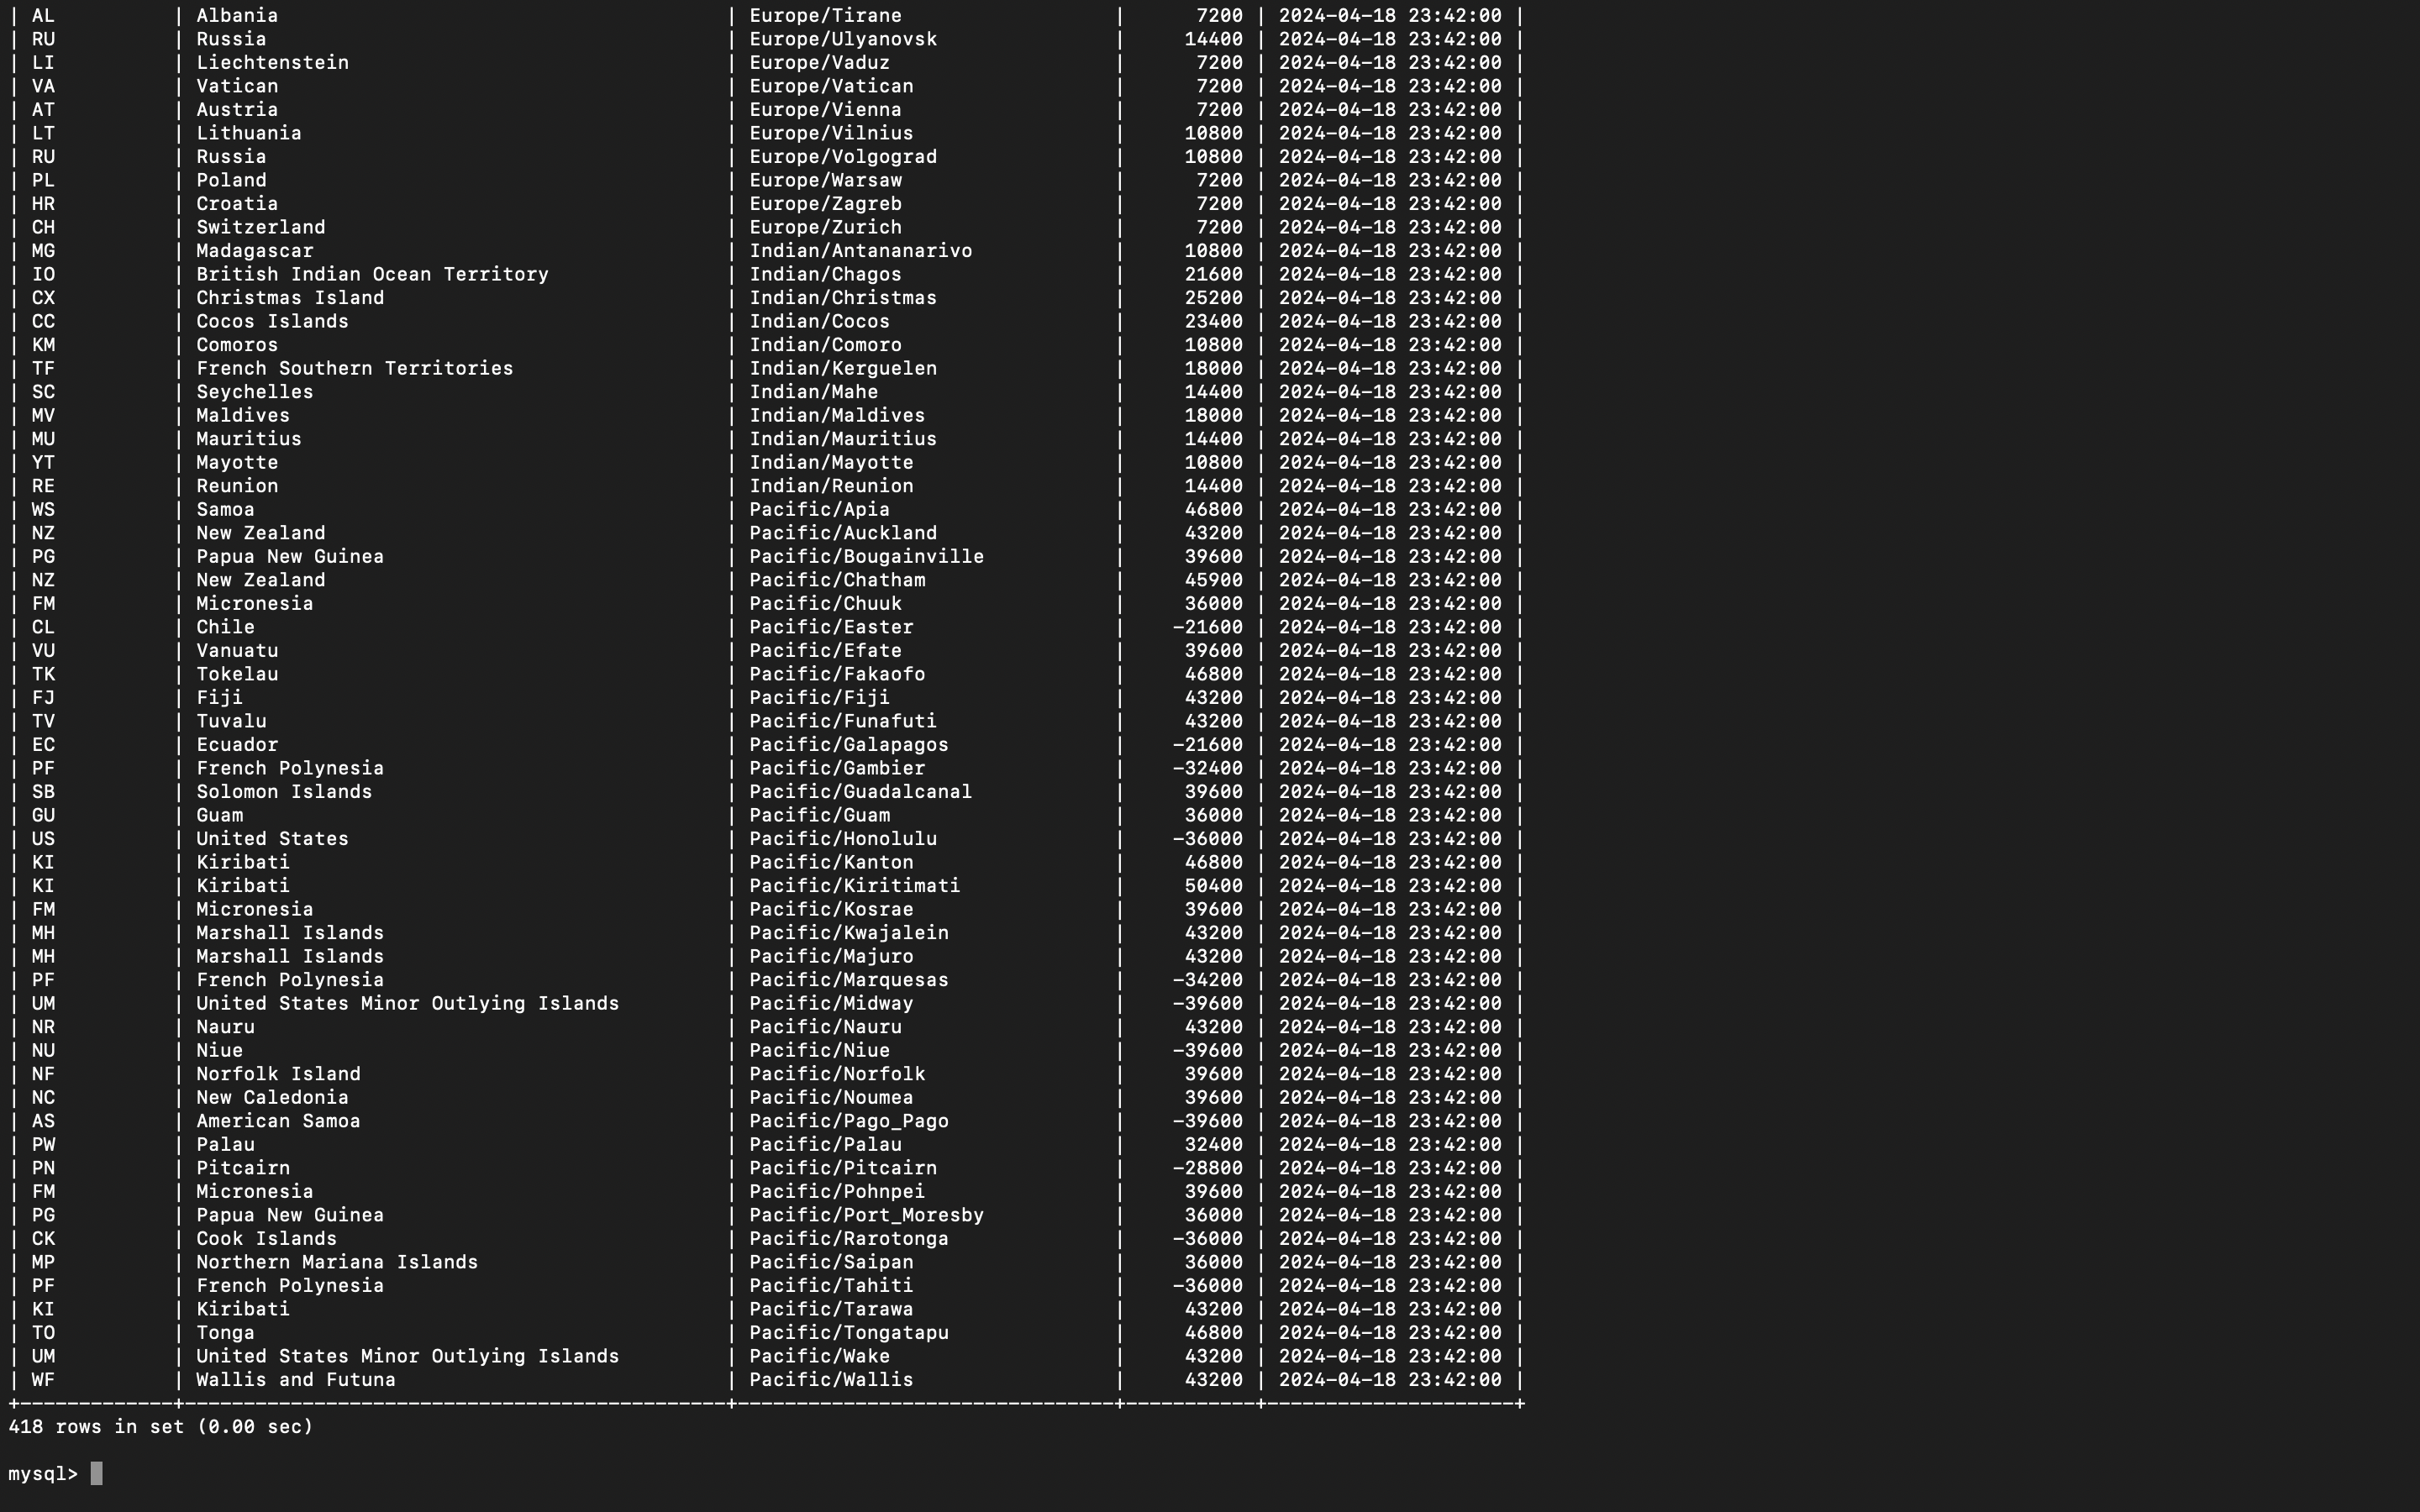 | AL | Albania | Europe/Tirane | 7200 | 2024-04-18 23:42:00 |
| RU | Russia | Europe/Ulyanovsk | 14400 | 2024-04-18 23:42:00 |
| LI | Liechtenstein | Europe/Vaduz | 7200 | 2024-04-18 23:42:00 |
| VA | Vatican | Europe/Vatican | 7200 | 2024-04-18 23:42:00 |
| AT | Austria | Europe/Vienna | 7200 | 2024-04-18 23:42:00 |
| LT | Lithuania | Europe/Vilnius | 10800 | 2024-04-18 23:42:00 |
| RU | Russia | Europe/Volgograd | 10800 | 2024-04-18 23:42:00 |
| PL | Poland | Europe/Warsaw | 7200 | 2024-04-18 23:42:00 |
| HR | Croatia | Europe/Zagreb | 7200 | 2024-04-18 23:42:00 |
| CH | Switzerland | Europe/Zurich | 7200 | 2024-04-18 23:42:00 |
| MG | Madagascar | Indian/Antananarivo | 10800 | 2024-04-18 23:42:00 |
| IO | British Indian Ocean Territory | Indian/Chagos | 21600 | 2024-04-18 23:42:00 |
| CX | Christmas Island | Indian/Christmas | 25200 | 2024-04-18 23:42:00 |
| CC | Cocos Islands | Indian/Cocos | 23400 | 2024-04-18 23:42:00 |
| KM | Comoros | Indian/Comoro | 10800 | 2024-04-18 23:42:00 |
| TF | French Southern Territories | Indian/Kerguelen | 18000 | 2024-04-18 23:42:00 |
| SC | Seychelles | Indian/Mahe | 14400 | 2024-04-18 23:42:00 |
| MV | Maldives | Indian/Maldives | 18000 | 2024-04-18 23:42:00 |
| MU | Mauritius | Indian/Mauritius | 14400 | 2024-04-18 23:42:00 |
| YT | Mayotte | Indian/Mayotte | 10800 | 2024-04-18 23:42:00 |
| RE | Reunion | Indian/Reunion | 14400 | 2024-04-18 23:42:00 |
| WS | Samoa | Pacific/Apia | 46800 | 2024-04-18 23:42:00 |
| NZ | New Zealand | Pacific/Auckland | 43200 | 2024-04-18 23:42:00 |
| PG | Papua New Guinea | Pacific/Bougainville | 39600 | 2024-04-18 23:42:00 |
| NZ | New Zealand | Pacific/Chatham | 45900 | 2024-04-18 23:42:00 |
| FM | Micronesia | Pacific/Chuuk | 36000 | 2024-04-18 23:42:00 |
| CL | Chile | Pacific/Easter | -21600 | 2024-04-18 23:42:00 |
| VU | Vanuatu | Pacific/Efate | 39600 | 2024-04-18 23:42:00 |
| TK | Tokelau | Pacific/Fakaofo | 46800 | 2024-04-18 23:42:00 |
| FJ | Fiji | Pacific/Fiji | 43200 | 2024-04-18 23:42:00 |
| TV | Tuvalu | Pacific/Funafuti | 43200 | 2024-04-18 23:42:00 |
| EC | Ecuador | Pacific/Galapagos | -21600 | 2024-04-18 23:42:00 |
| PF | French Polynesia | Pacific/Gambier | -32400 | 2024-04-18 23:42:00 |
| SB | Solomon Islands | Pacific/Guadalcanal | 39600 | 2024-04-18 23:42:00 |
| GU | Guam | Pacific/Guam | 36000 | 2024-04-18 23:42:00 |
| US | United States | Pacific/Honolulu | -36000 | 2024-04-18 23:42:00 |
| KI | Kiribati | Pacific/Kanton | 46800 | 2024-04-18 23:42:00 |
| KI | Kiribati | Pacific/Kiritimati | 50400 | 2024-04-18 23:42:00 |
| FM | Micronesia | Pacific/Kosrae | 39600 | 2024-04-18 23:42:00 |
| MH | Marshall Islands | Pacific/Kwajalein | 43200 | 2024-04-18 23:42:00 |
| MH | Marshall Islands | Pacific/Majuro | 43200 | 2024-04-18 23:42:00 |
| PF | French Polynesia | Pacific/Marquesas | -34200 | 2024-04-18 23:42:00 |
| UM | United States Minor Outlying Islands | Pacific/Midway | -39600 | 2024-04-18 23:42:00 |
| NR | Nauru | Pacific/Nauru | 43200 | 2024-04-18 23:42:00 |
| NU | Niue | Pacific/Niue | -39600 | 2024-04-18 23:42:00 |
| NF | Norfolk Island | Pacific/Norfolk | 39600 | 2024-04-18 23:42:00 |
| NC | New Caledonia | Pacific/Noumea | 39600 | 2024-04-18 23:42:00 |
| AS | American Samoa | Pacific/Pago_Pago | -39600 | 2024-04-18 23:42:00 |
| PW | Palau | Pacific/Palau | 32400 | 2024-04-18 23:42:00 |
| PN | Pitcairn | Pacific/Pitcairn | -28800 | 2024-04-18 23:42:00 |
| FM | Micronesia | Pacific/Pohnpei | 39600 | 2024-04-18 23:42:00 |
| PG | Papua New Guinea | Pacific/Port_Moresby | 36000 | 2024-04-18 23:42:00 |
| CK | Cook Islands | Pacific/Rarotonga | -36000 | 2024-04-18 23:42:00 |
| MP | Northern Mariana Islands | Pacific/Saipan | 36000 | 2024-04-18 23:42:00 |
| PF | French Polynesia | Pacific/Tahiti | -36000 | 2024-04-18 23:42:00 |
| KI | Kiribati | Pacific/Tarawa | 43200 | 2024-04-18 23:42:00 |
| TO | Tonga | Pacific/Tongatapu | 46800 | 2024-04-18 23:42:00 |
| UM | United States Minor Outlying Islands | Pacific/Wake | 43200 | 2024-04-18 23:42:00 |
| WF | Wallis and Futuna | Pacific/Wallis | 43200 | 2024-04-18 23:42:00 |
+-------------+----------------------------------------------+--------------------------------+-----------+---------------------+
418 rows in set (0.00 sec)
mysql>